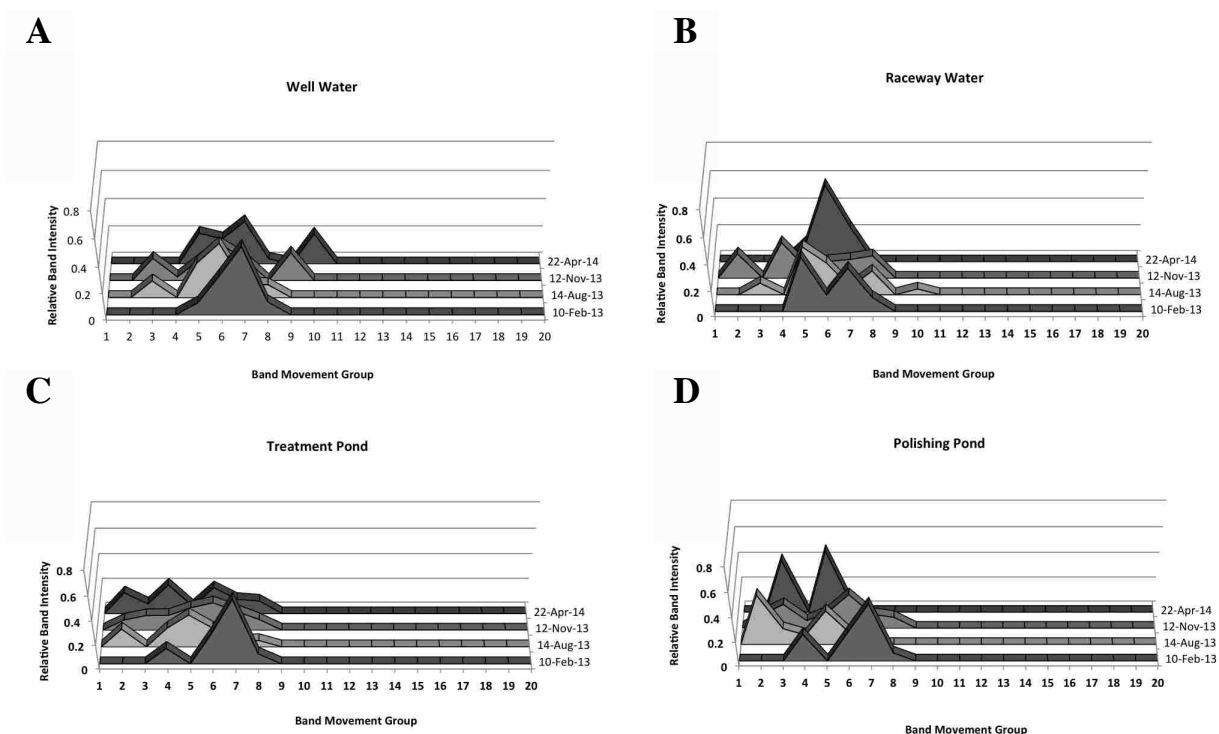 A
Well Water
Relative Band Intensity
0.8
0.6
0.4
0.2
0
22-Apr-14
12-Nov-13
14-Aug-13
10-Feb-13
1 2 3 4 5 6 7 8 9 10 11 12 13 14 15 16 17 18 19 20
Band Movement Group
B
Raceway Water
Relative Band Intensity
0.8
0.6
0.4
0.2
0
22-Apr-14
12-Nov-13
14-Aug-13
10-Feb-13
1 2 3 4 5 6 7 8 9 10 11 12 13 14 15 16 17 18 19 20
Band Movement Group
C
Treatment Pond
Relative Band Intensity
0.8
0.6
0.4
0.2
0
22-Apr-14
12-Nov-13
14-Aug-13
10-Feb-13
1 2 3 4 5 6 7 8 9 10 11 12 13 14 15 16 17 18 19 20
Band Movement Group
D
Polishing Pond
Relative Band Intensity
0.8
0.6
0.4
0.2
0
22-Apr-14
12-Nov-13
14-Aug-13
10-Feb-13
1 2 3 4 5 6 7 8 9 10 11 12 13 14 15 16 17 18 19 20
Band Movement Group